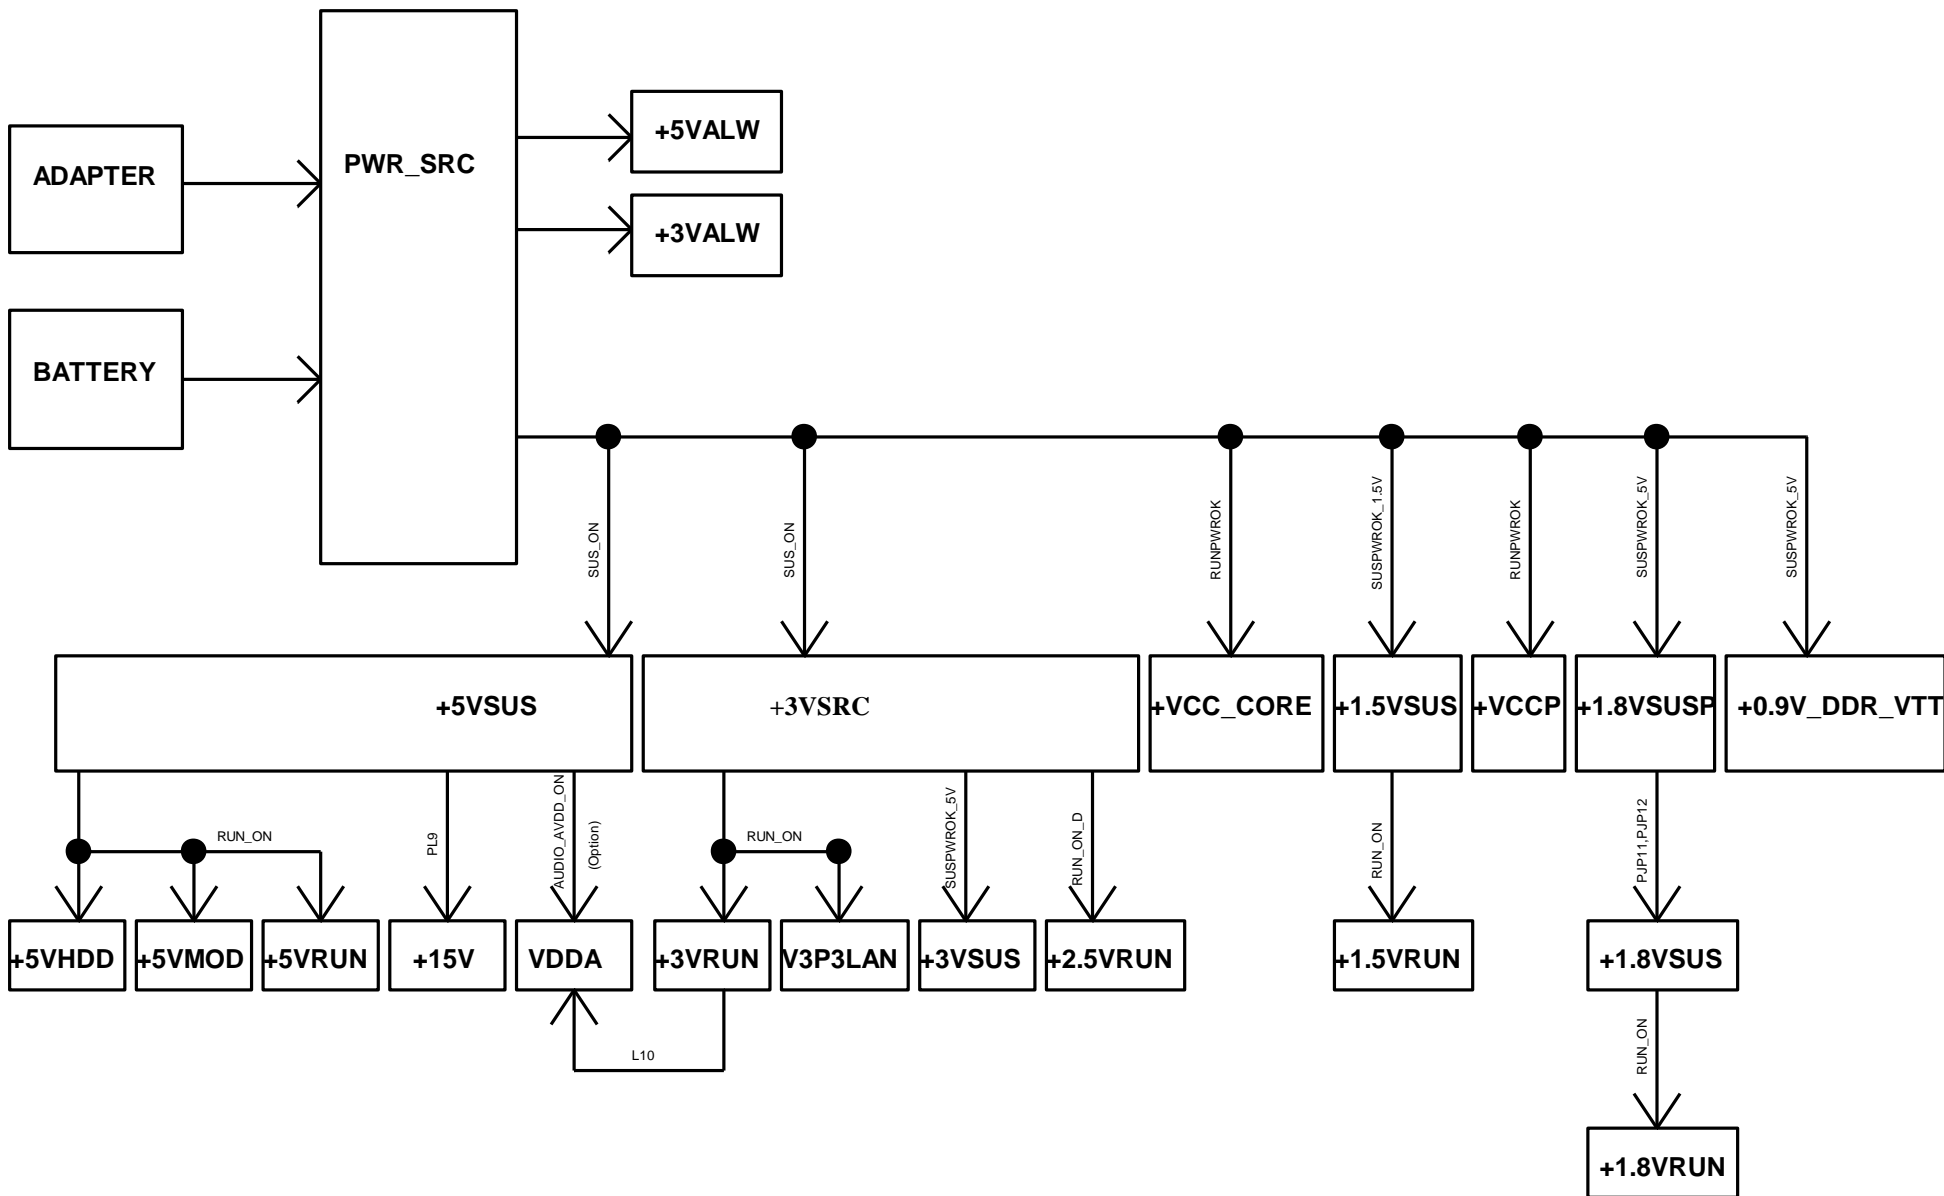 +5VALW
ADAPTER
PWR_SRC
+3VALW
BATTERY
SUS_ON
SUS_ON
RUNPWROK
SUSPWROK_1.5V
RUNPWROK
SUSPWROK_5V
SUSPWROK_5V
+5VSUS
+3VSRC
+VCC_CORE
+1.5VSUS
+VCCP
+1.8VSUSP
+0.9V_DDR_VTT
RUN_ON
PL9
AUDIO_AVDD_ON
(Option)
RUN_ON
SUSPWROK_5V
RUN_ON_D
RUN_ON
PJP11,PJP12
+5VHDD
+5VMOD
+5VRUN
+15V
VDDA
+3VRUN
V3P3LAN
+3VSUS
+2.5VRUN
+1.5VRUN
+1.8VSUS
L10
RUN_ON
+1.8VRUN